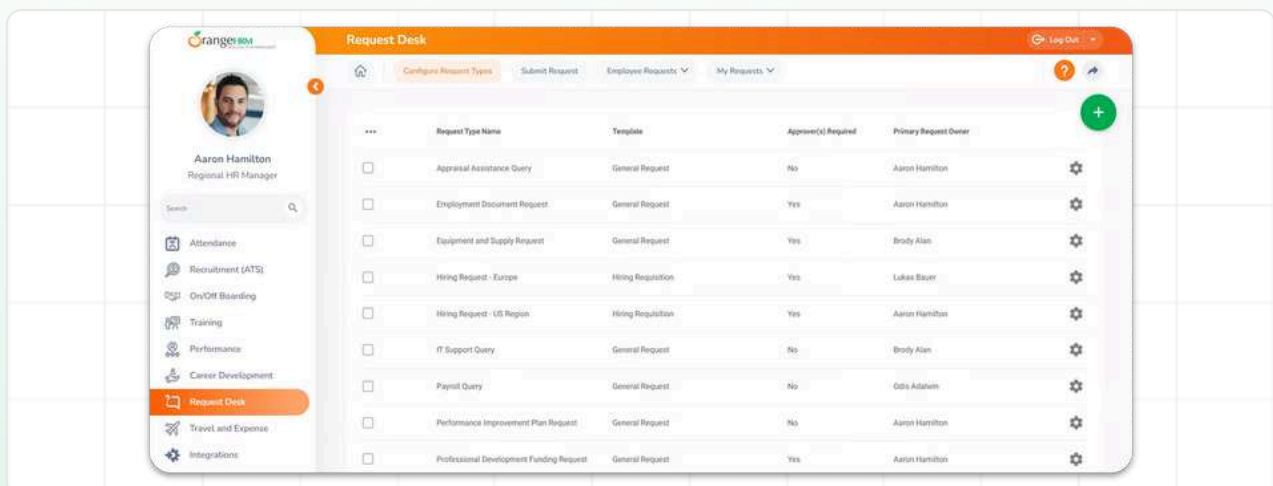 OrangeHRM
Request Desk
Log Out
Configure Request Types
Submit Request
Employee Requests
My Requests
?
+
Aaron Hamilton
Regional HR Manager
Search
Attendance
Recruitment (ATS)
On/Off Boarding
Training
Performance
Career Development
Request Desk
Travel and Expense
Integrations
Request Type Name Template Approver(s) Required Primary Request Owner
Appraisal Assistance Query General Request No Aaron Hamilton
Employment Document Request General Request Yes Aaron Hamilton
Equipment and Supply Request General Request Yes Brody Alan
Hiring Request - Europe Hiring Requisition Yes Lukas Bauer
Hiring Request - US Region Hiring Requisition Yes Aaron Hamilton
IT Support Query General Request No Brody Alan
Payroll Query General Request No Odis Adalwin
Performance Improvement Plan Request General Request No Aaron Hamilton
Professional Development Funding Request General Request Yes Aaron Hamilton